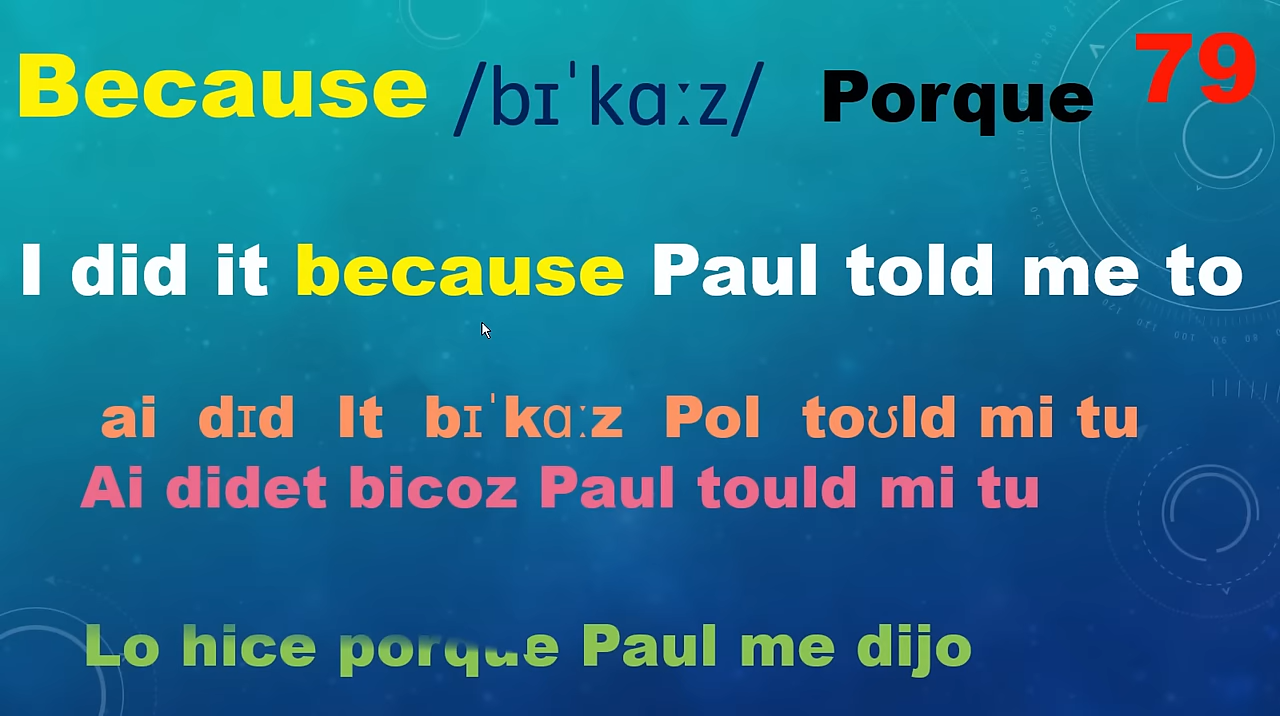 Because /bɪˈkɑːz/ Porque 79
I did it because Paul told me to
ai dɪd It bɪˈkɑːz Pol toʊld mi tu
Ai didet bicoz Paul tould mi tu
Lo hice porque Paul me dijo